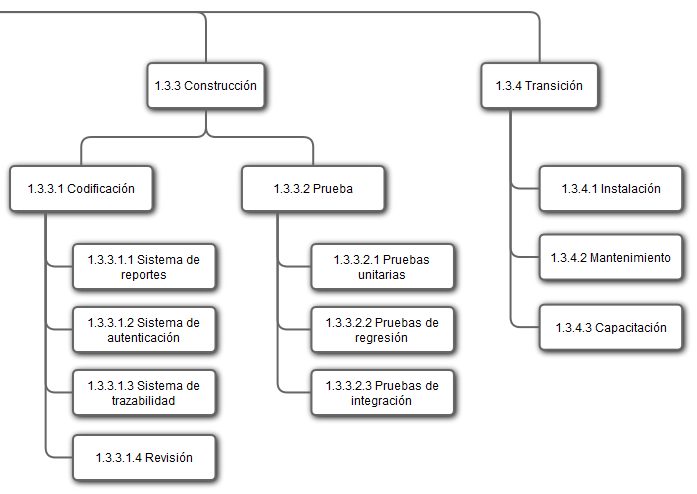 1.3.3 Construcción
1.3.4 Transición
1.3.3.1 Codificación
1.3.3.2 Prueba
1.3.4.1 Instalación
1.3.3.1.1 Sistema de
reportes
1.3.3.2.1 Pruebas
unitarias
1.3.4.2 Mantenimiento
1.3.3.1.2 Sistema de
autenticación
1.3.3.2.2 Pruebas de
regresión
1.3.4.3 Capacitación
1.3.3.1.3 Sistema de
trazabilidad
1.3.3.2.3 Pruebas de
integración
1.3.3.1.4 Revisión